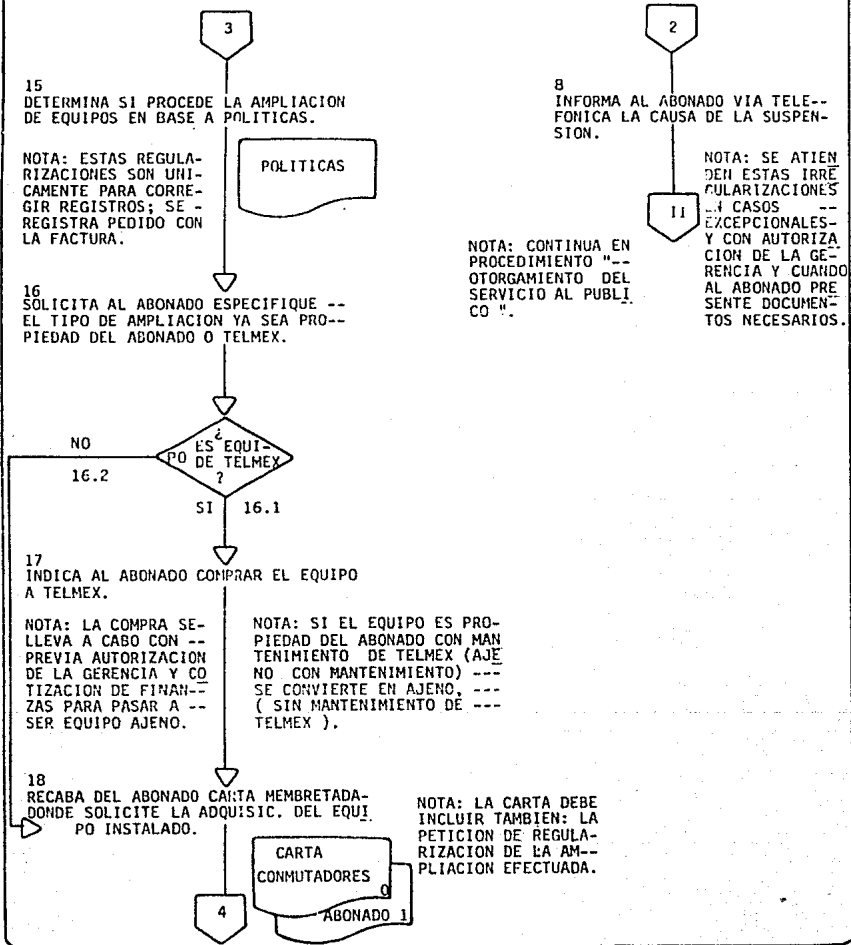 3
15
DETERMINA SI PROCEDE LA AMPLIACION
DE EQUIPOS EN BASE A POLITICAS.
NOTA: ESTAS REGULA-
RIZACIONES SON UNI-
CAMENTE PARA CORRE-
GIR REGISTROS; SE -
REGISTRA PEDIDO CON
LA FACTURA.
POLITICAS
16
SOLICITA AL ABONADO ESPECIFIQUE --
EL TIPO DE AMPLIACION YA SEA PRO--
PIEDAD DEL ABONADO O TELMEX.
¿
ES EQUI-
PO DE TELMEX
?
NO
16.2
SI 16.1
17
INDICA AL ABONADO COMPRAR EL EQUIPO
A TELMEX.
NOTA: LA COMPRA SE-
LLEVA A CABO CON --
PREVIA AUTORIZACION
DE LA GERENCIA Y CO
TIZACION DE FINAN--
ZAS PARA PASAR A --
SER EQUIPO AJENO.
NOTA: SI EL EQUIPO ES PRO-
PIEDAD DEL ABONADO CON MAN
TENIMIENTO DE TELMEX (AJE
NO CON MANTENIMIENTO) ---
SE CONVIERTE EN AJENO, ---
( SIN MANTENIMIENTO DE ---
TELMEX ).
18
RECABA DEL ABONADO CARTA MEMBRETADA-
DONDE SOLICITE LA ADQUISIC. DEL EQUI
PO INSTALADO.
NOTA: LA CARTA DEBE
INCLUIR TAMBIEN: LA
PETICION DE REGULA-
RIZACION DE LA AM--
PLIACION EFECTUADA.
CARTA
CONMUTADORES
0
ABONADO 1
4
2
8
INFORMA AL ABONADO VIA TELE--
FONICA LA CAUSA DE LA SUSPEN-
SION.
NOTA: SE ATIEN
DEN ESTAS IRRE
GULARIZACIONES
EN CASOS --
EXCEPCIONALES-
Y CON AUTORIZA
CION DE LA GE-
RENCIA Y CUANDO
AL ABONADO PRE
SENTE DOCUMEN-
TOS NECESARIOS.
II
NOTA: CONTINUA EN
PROCEDIMIENTO "--
OTORGAMIENTO DEL
SERVICIO AL PUBLI
CO ".